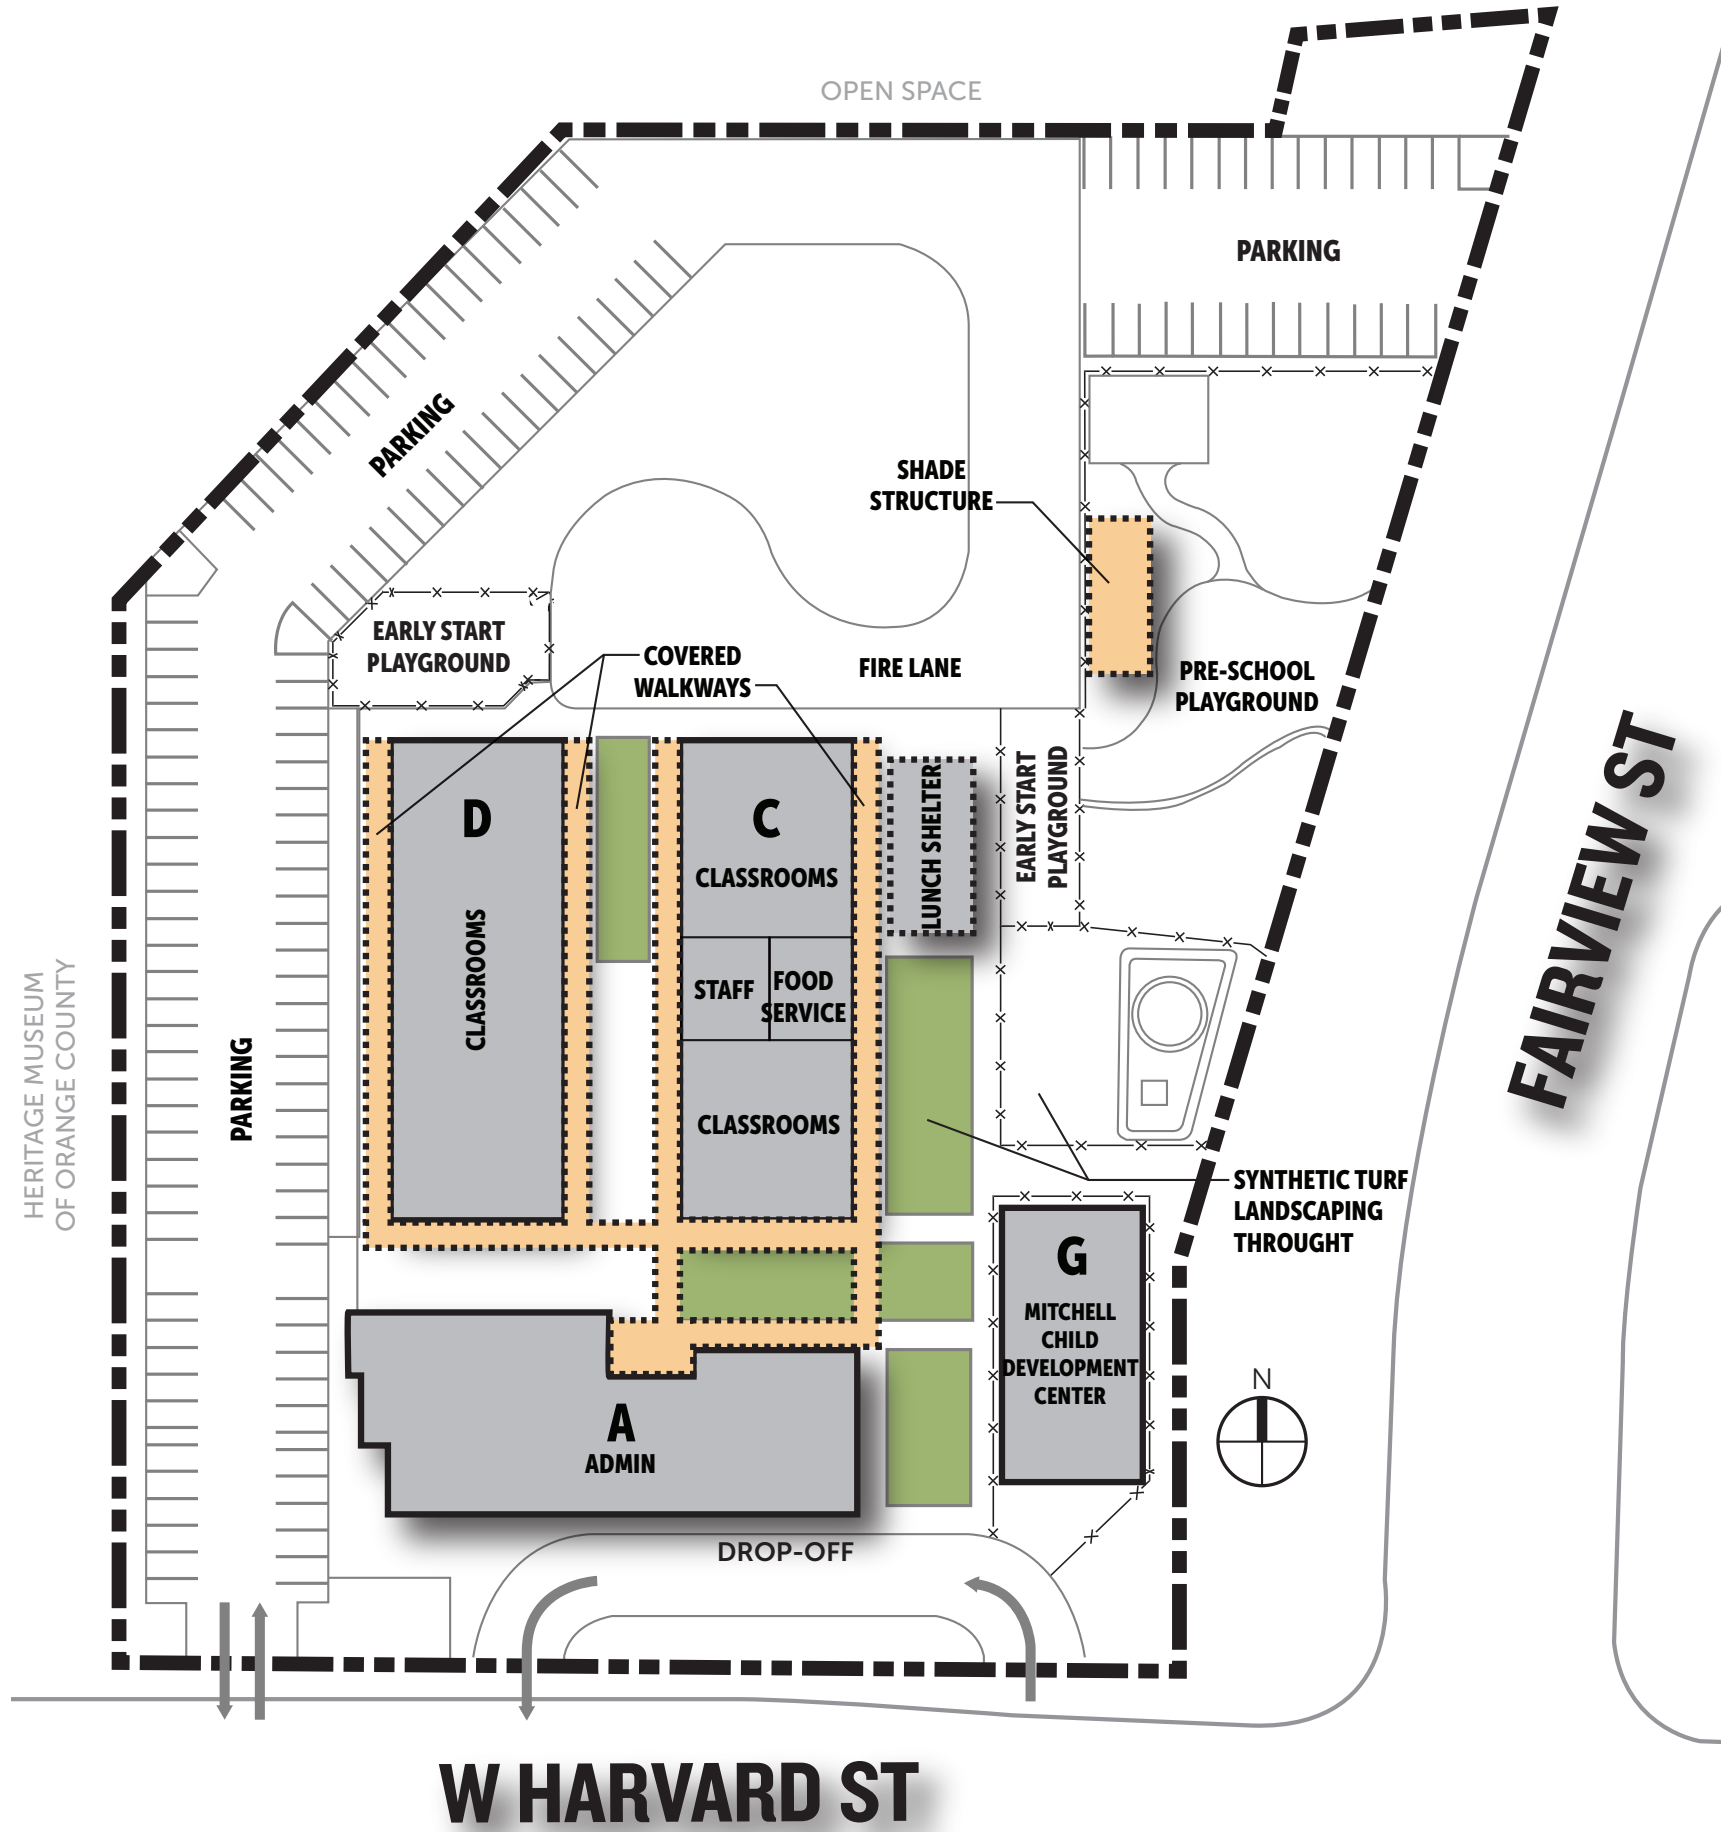 OPEN SPACE
PARKING
PARKING
SHADE
STRUCTURE
EARLY START
PLAYGROUND
COVERED
WALKWAYS
FIRE LANE
PRE-SCHOOL
PLAYGROUND
FAIRVIEW ST
D
CLASSROOMS
C
CLASSROOMS
STAFF
FOOD
SERVICE
CLASSROOMS
LUNCH SHELTER
EARLY START
PLAYGROUND
HERITAGE MUSEUM
OF ORANGE COUNTY
PARKING
SYNTHETIC TURF
LANDSCAPING
THROUGHT
G
MITCHELL
CHILD
DEVELOPMENT
CENTER
N
A
ADMIN
DROP-OFF
W HARVARD ST